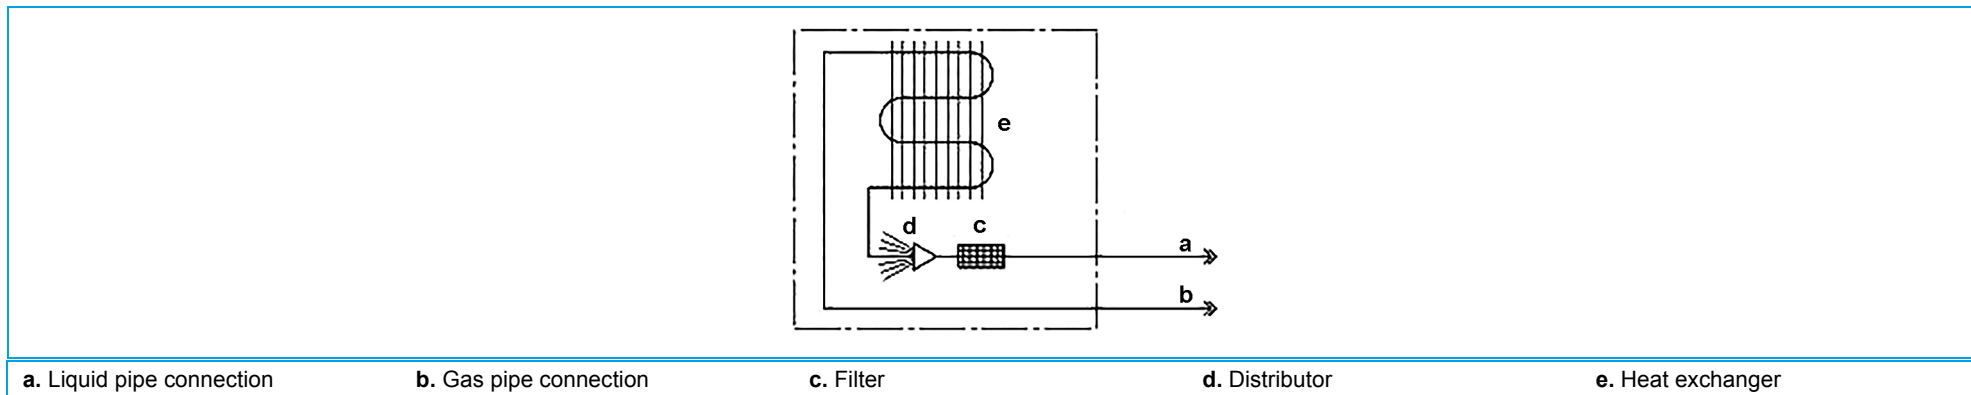 e
d
c
a
b
a. Liquid pipe connection
b. Gas pipe connection
c. Filter
d. Distributor
e. Heat exchanger